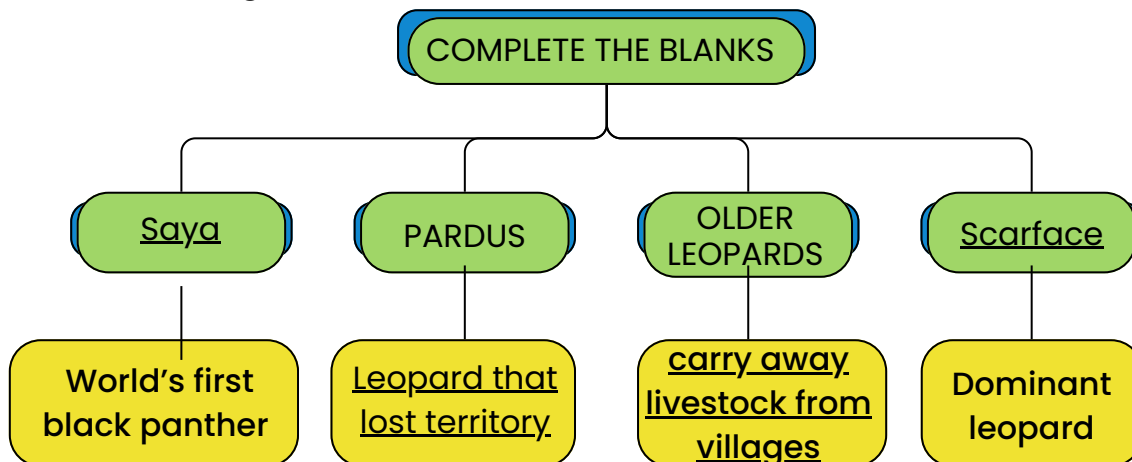 COMPLETE THE BLANKS
Saya
PARDUS
OLDER
LEOPARDS
Scarface
World's first
black panther
Leopard that
lost territory
carry away
livestock from
villages
Dominant
leopard